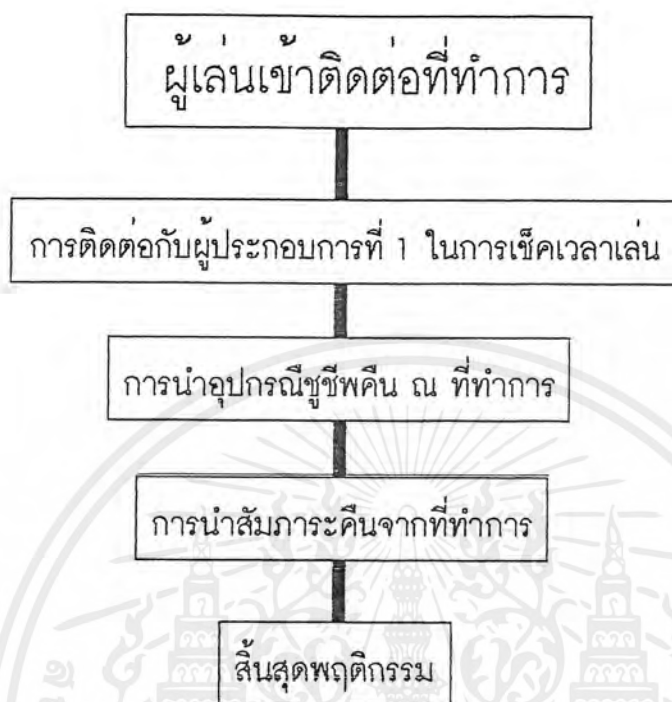 ผู้เล่นเข้าติดต่อที่ทำการ
การติดต่อกับผู้ประกอบการที่ 1 ในการเช็คเวลาเล่น
การนำอุปกรณ์ชูชีพคืน ณ ที่ทำการ
การนำสัมภาระคืนจากที่ทำการ
สิ้นสุดพฤติกรรม